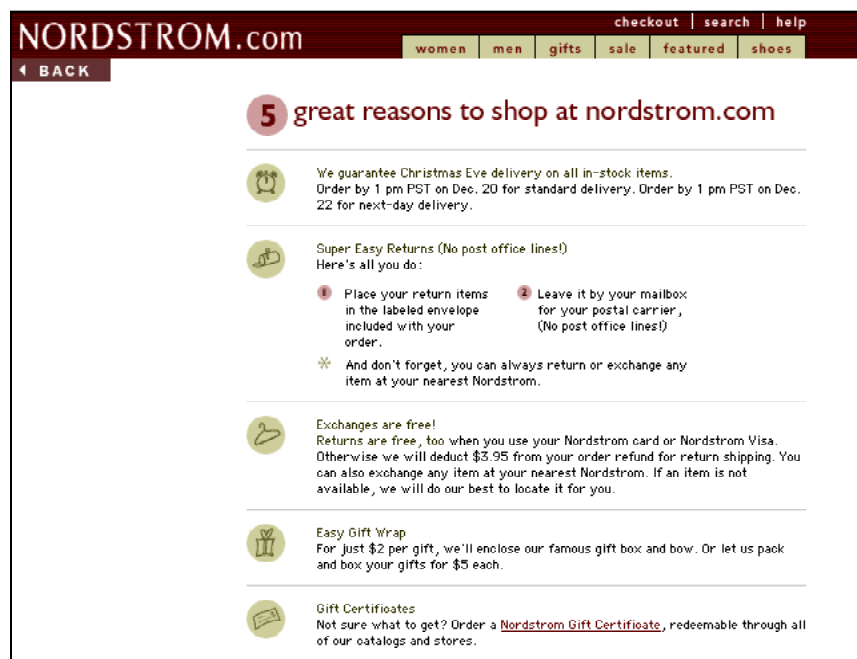 checkout | search | help
NORDSTROM.com
women men gifts sale featured shoes
BACK
5 great reasons to shop at nordstrom.com
We guarantee Christmas Eve delivery on all in-stock items.
Order by 1 pm PST on Dec. 20 for standard delivery. Order by 1 pm PST on Dec.
22 for next-day delivery.
Super Easy Returns (No post office lines!)
Here's all you do:
1 Place your return items
in the labeled envelope
included with your
order.
2 Leave it by your mailbox
for your postal carrier,
(No post office lines!)
* And don't forget, you can always return or exchange any
item at your nearest Nordstrom.
Exchanges are free!
Returns are free, too when you use your Nordstrom card or Nordstrom Visa.
Otherwise we will deduct $3.95 from your order refund for return shipping. You
can also exchange any item at your nearest Nordstrom. If an item is not
available, we will do our best to locate it for you.
Easy Gift Wrap
For just $2 per gift, we'll enclose our famous gift box and bow. Or let us pack
and box your gifts for $5 each.
Gift Certificates
Not sure what to get? Order a Nordstrom Gift Certificate, redeemable through all
of our catalogs and stores.